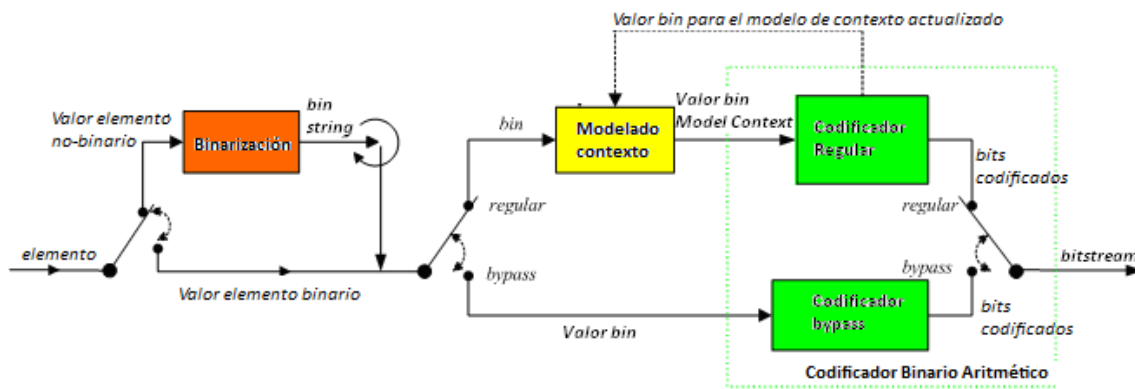 Valor bin para el modelo de contexto actualizado
Valor elemento
no-binario
bin
string
Binarización
bin
Modelado
contexto
Valor bin
Model Context
Codificador
Regular
bits
codificados
regular
regular
elemento
bypass
bypass
bitstream
Valor elemento binario
Valor bin
Codificador
bypass
bits
codificados
Codificador Binario Aritmético